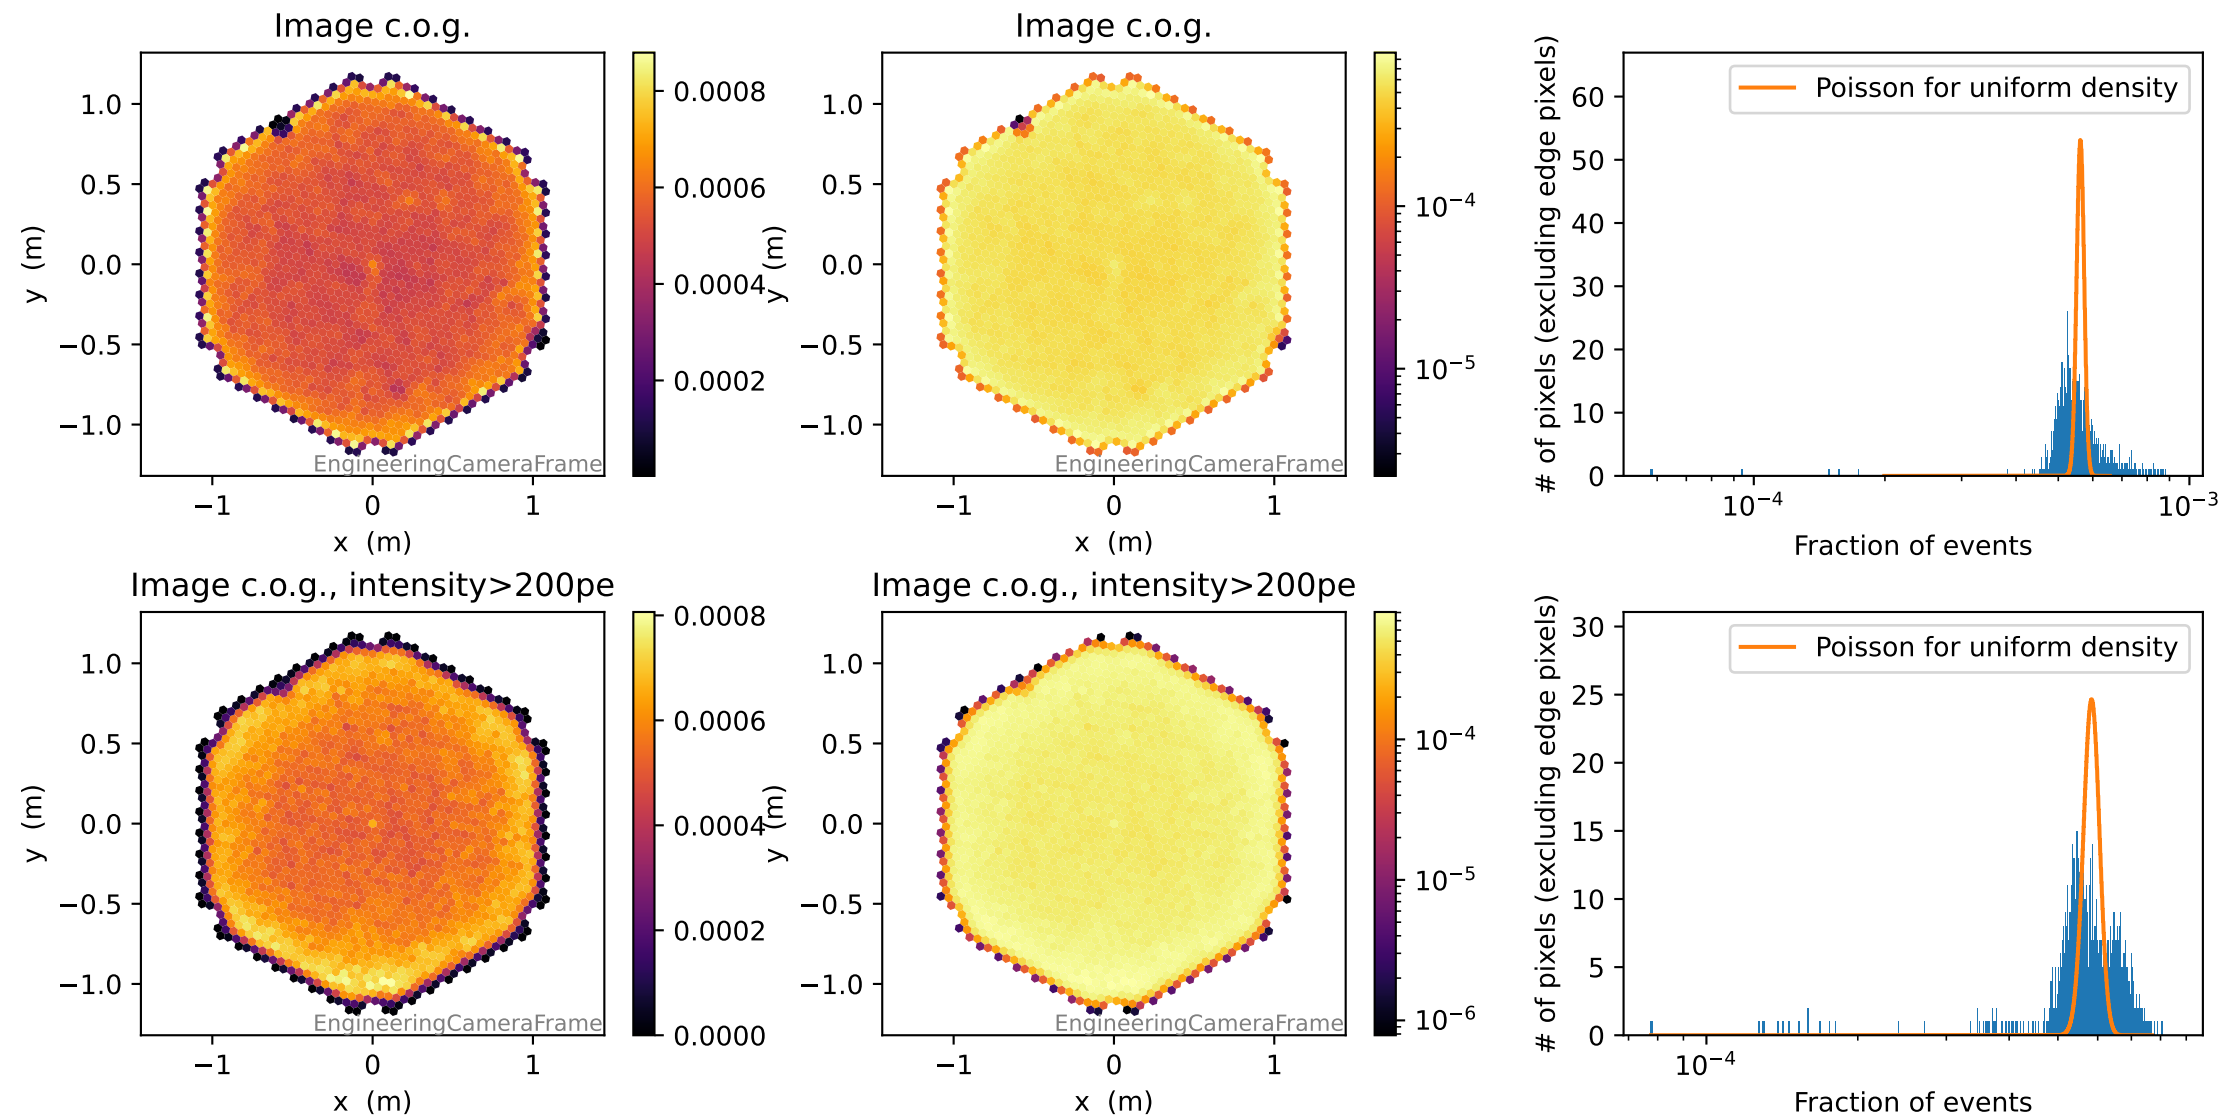 Image c.o.g.
1.0
0.5
0.0
−0.5
−1.0
y (m)
−1 0 1
x (m)
EngineeringCameraFrame
0.0008
0.0006
0.0004
0.0002
Image c.o.g.
1.0
0.5
0.0
−0.5
−1.0
y (m)
−1 0 1
x (m)
EngineeringCameraFrame
10⁻⁴
10⁻⁵
Poisson for uniform density
# of pixels (excluding edge pixels)
60
50
40
30
20
10
0
10⁻⁴ 10⁻³
Fraction of events
Image c.o.g., intensity>200pe
1.0
0.5
0.0
−0.5
−1.0
y (m)
−1 0 1
x (m)
EngineeringCameraFrame
0.0008
0.0006
0.0004
0.0002
0.0000
Image c.o.g., intensity>200pe
1.0
0.5
0.0
−0.5
−1.0
y (m)
−1 0 1
x (m)
EngineeringCameraFrame
10⁻⁴
10⁻⁵
10⁻⁶
Poisson for uniform density
# of pixels (excluding edge pixels)
30
25
20
15
10
5
0
10⁻⁴
Fraction of events